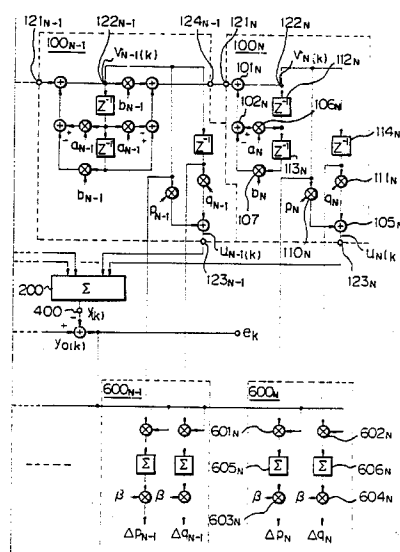 121N-1 122N-1 124N-1 121N 122N
100N-1 VN-1(k) 100N VN(k) 112N
101N
Z⁻¹ bN-1 102N 106N Z⁻¹
- aN-1 Z⁻¹ aN-1 - Z⁻¹ - aN Z⁻¹ Z⁻¹ 114N
113N
bN 111N
bN-1 pN-1 qN-1 107 pN qN
105N
uN-1(k) 110N uN(k
200 Σ 123N-1 123N
400 y(k)
- +
y0(k) ek
600N-1 600N
601N 602N
Σ Σ 605N Σ Σ 606N
β β β β 604N
603N
ΔpN-1 ΔqN-1 ΔpN ΔqN